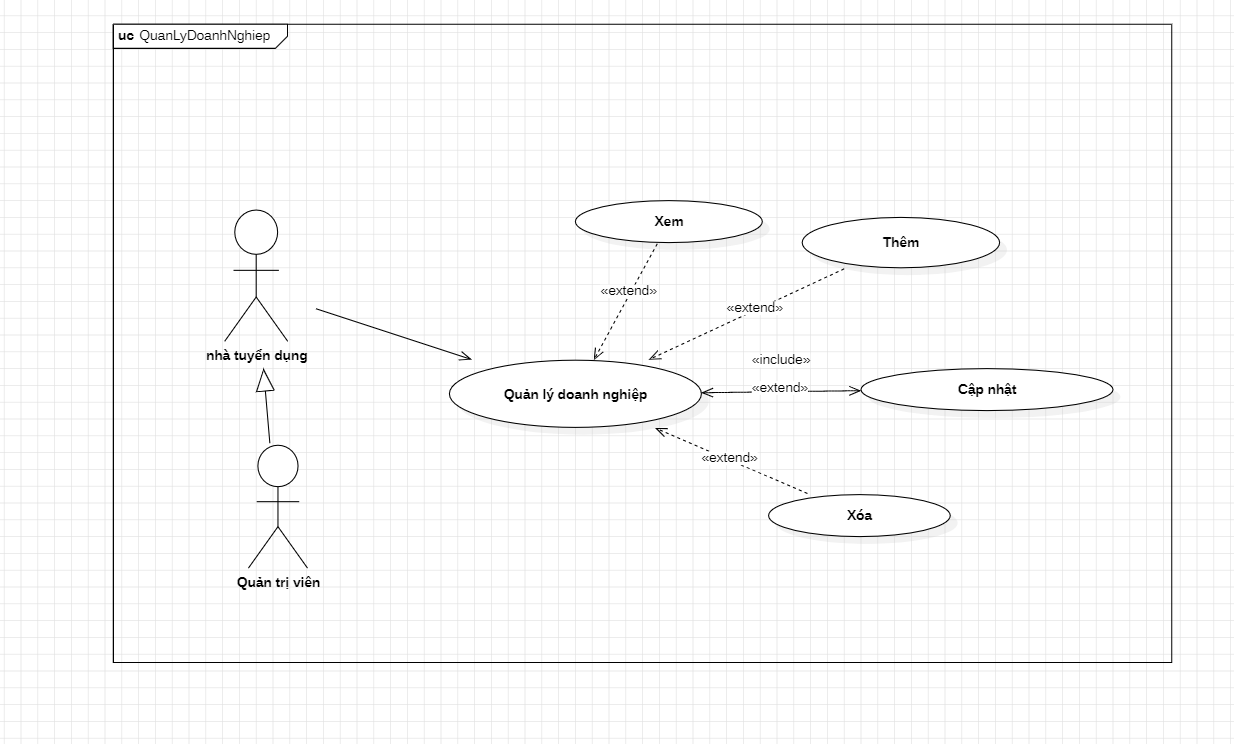 uc QuanLyDoanhNghiep
Xem
Thêm
«extend»
«extend»
nhà tuyển dụng
«include»
«extend»
Quản lý doanh nghiệp
Cập nhật
«extend»
Xóa
Quản trị viên